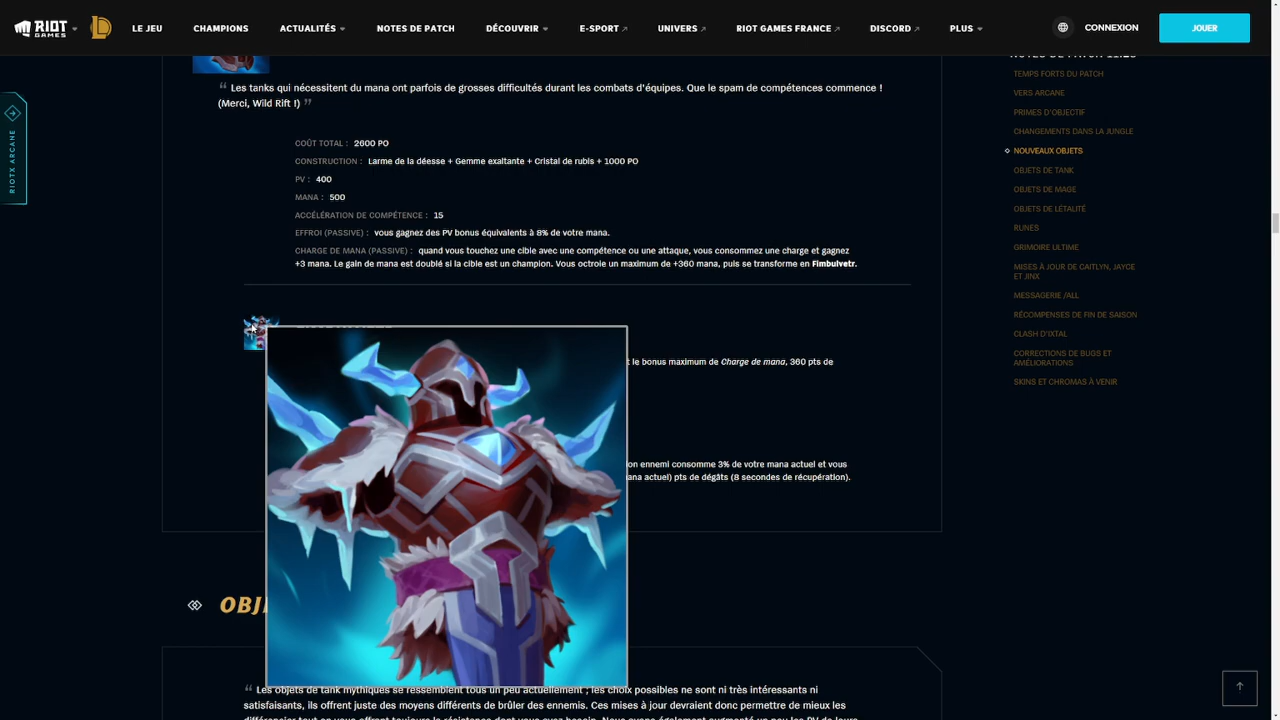 RIOT GAMES
LE JEU
CHAMPIONS
ACTUALITÉS
NOTES DE PATCH
DÉCOUVRIR
E-SPORT
UNIVERS
RIOT GAMES FRANCE
DISCORD
PLUS
CONNEXION
JOUER
RIOTX ARCANE
“ Les tanks qui nécessitent du mana ont parfois de grosses difficultés durant les combats d'équipes. Que le spam de compétences commence !
(Merci, Wild Rift !) ”
COÛT TOTAL : 2600 PO
CONSTRUCTION : Larme de la déesse + Gemme exaltante + Cristal de rubis + 1000 PO
PV : 400
MANA : 500
ACCÉLÉRATION DE COMPÉTENCE : 15
EFFROI (PASSIVE) : vous gagnez des PV bonus équivalents à 8% de votre mana.
CHARGE DE MANA (PASSIVE) : quand vous touchez une cible avec une compétence ou une attaque, vous consommez une charge et gagnez
+3 mana. Le gain de mana est doublé si la cible est un champion. Vous octroie un maximum de +360 mana, puis se transforme en Fimbulvetr.
le bonus maximum de Charge de mana, 360 pts de
on ennemi consomme 3% de votre mana actuel et vous
ana actuel) pts de dégâts (8 secondes de récupération).
OBJ
“ Les objets de tank mythiques se ressemblent tous un peu actuellement ; les choix possibles ne sont ni très intéressants ni
satisfaisants, ils offrent juste des moyens différents de brûler des ennemis. Ces mises à jour devraient donc permettre de mieux les
TEMPS FORTS DU PATCH
VERS ARCANE
PRIMES D'OBJECTIF
CHANGEMENTS DANS LA JUNGLE
NOUVEAUX OBJETS
OBJETS DE TANK
OBJETS DE MAGE
OBJETS DE LÉTALITÉ
RUNES
GRIMOIRE ULTIME
MISES À JOUR DE CAITLYN, JAYCE
ET JINX
MESSAGERIE /ALL
RÉCOMPENSES DE FIN DE SAISON
CLASH D'IXTAL
CORRECTIONS DE BUGS ET
AMÉLIORATIONS
SKINS ET CHROMAS À VENIR